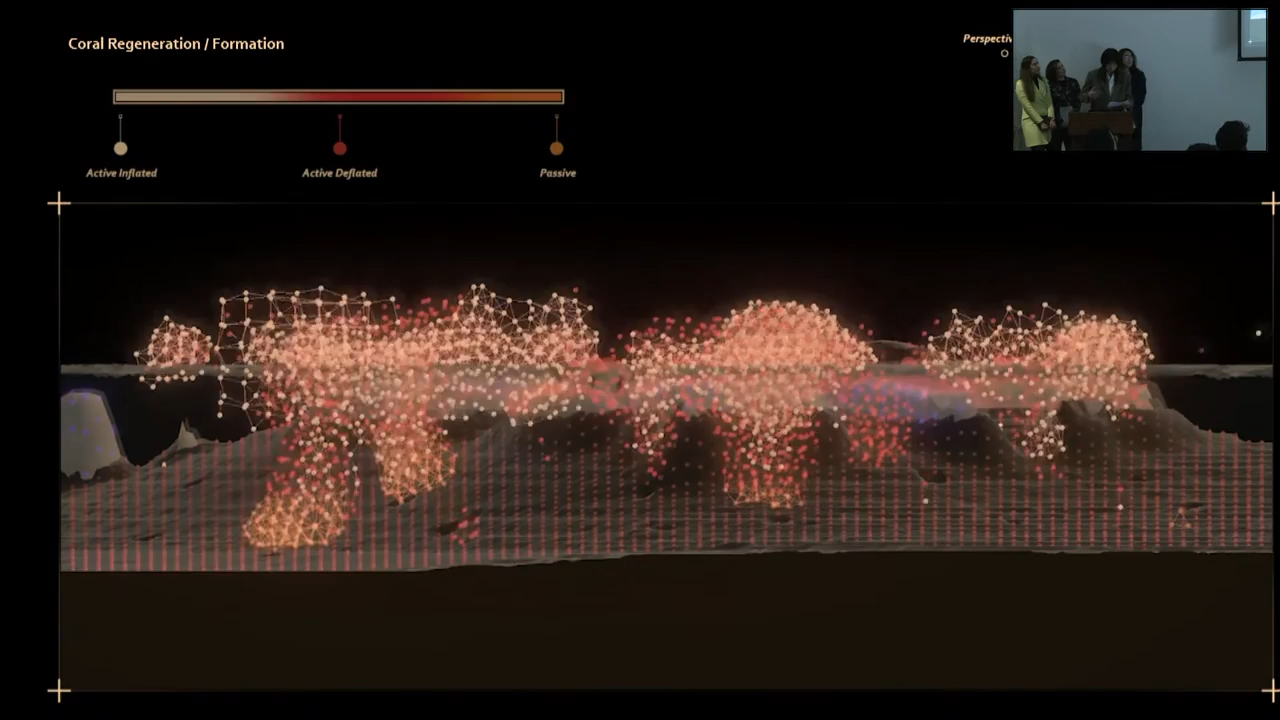 Coral Regeneration / Formation
Active Inflated
Active Deflated
Passive